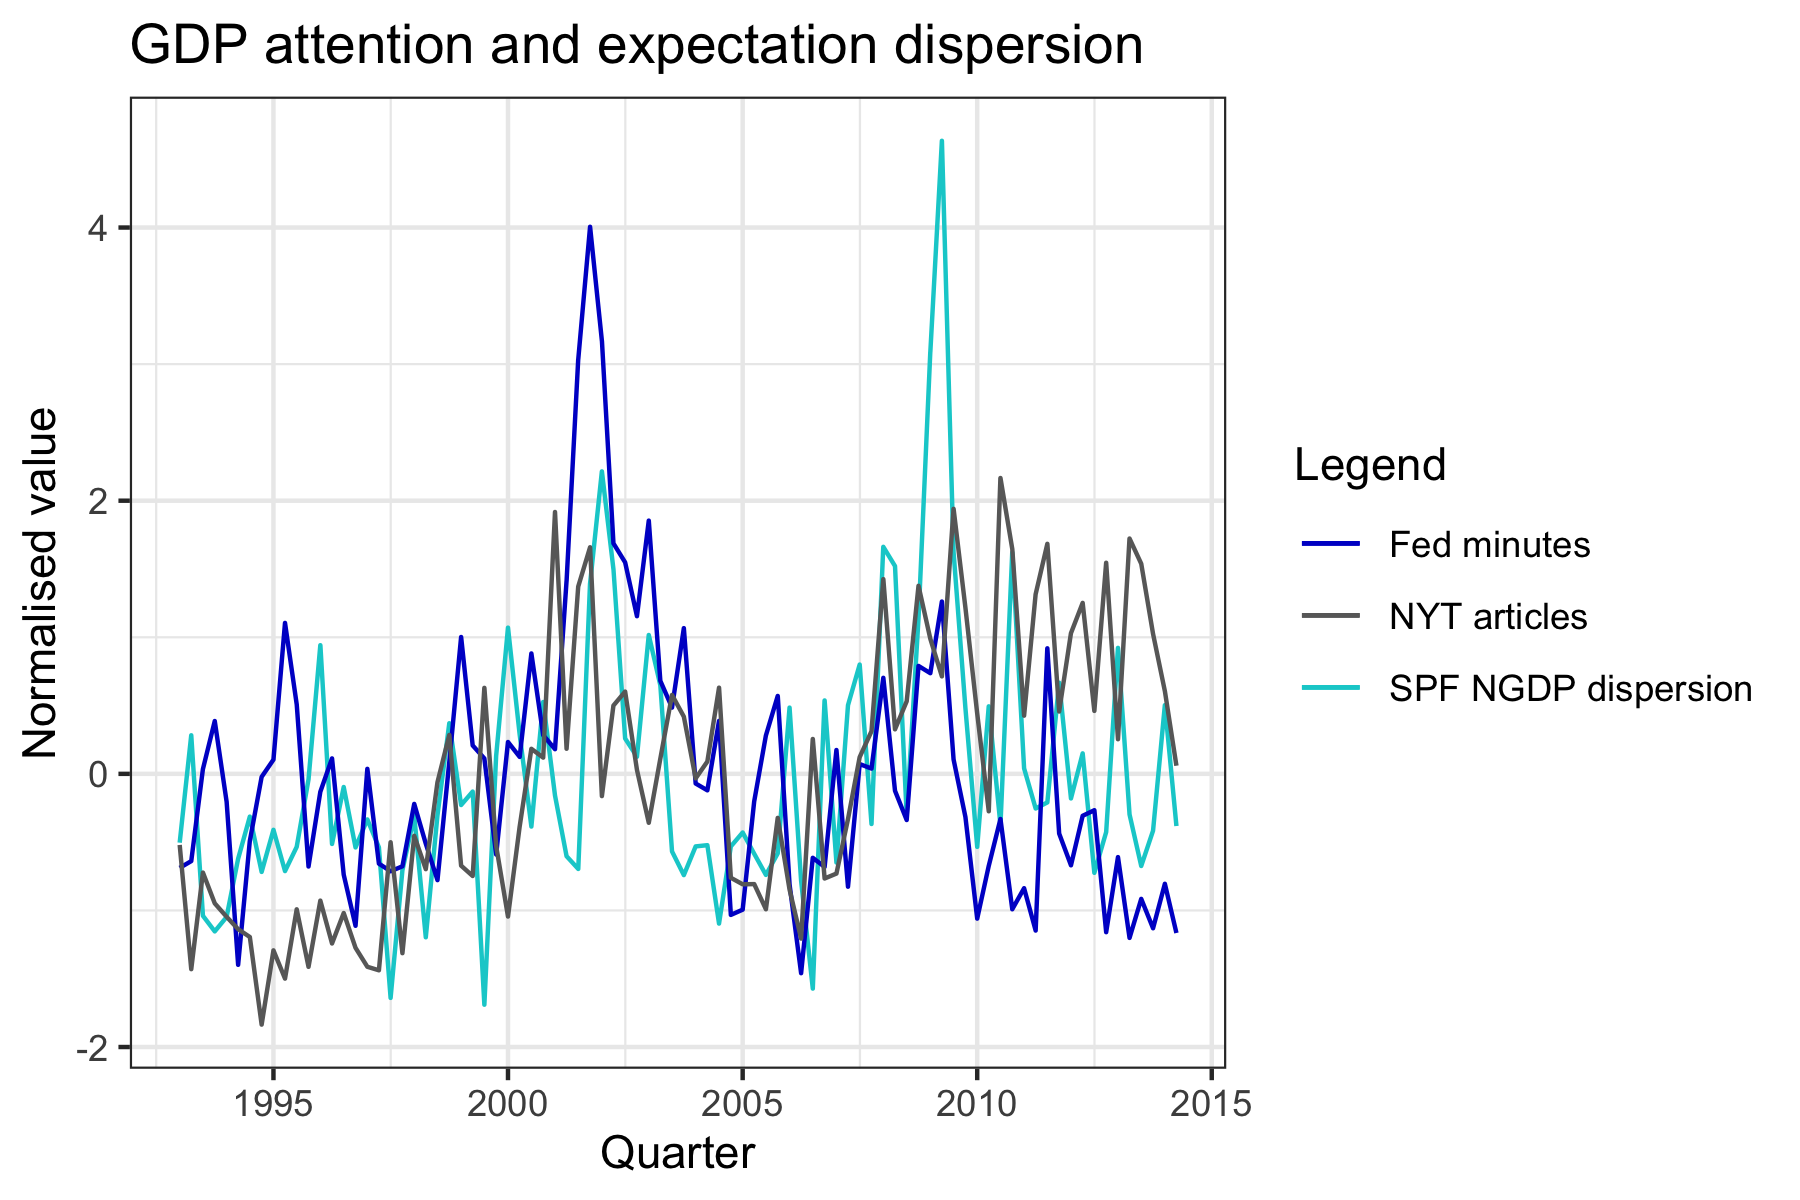 GDP attention and expectation dispersion
Normalised value
4
2
0
-2
1995
2000
2005
2010
2015
Quarter
Legend
Fed minutes
NYT articles
SPF NGDP dispersion